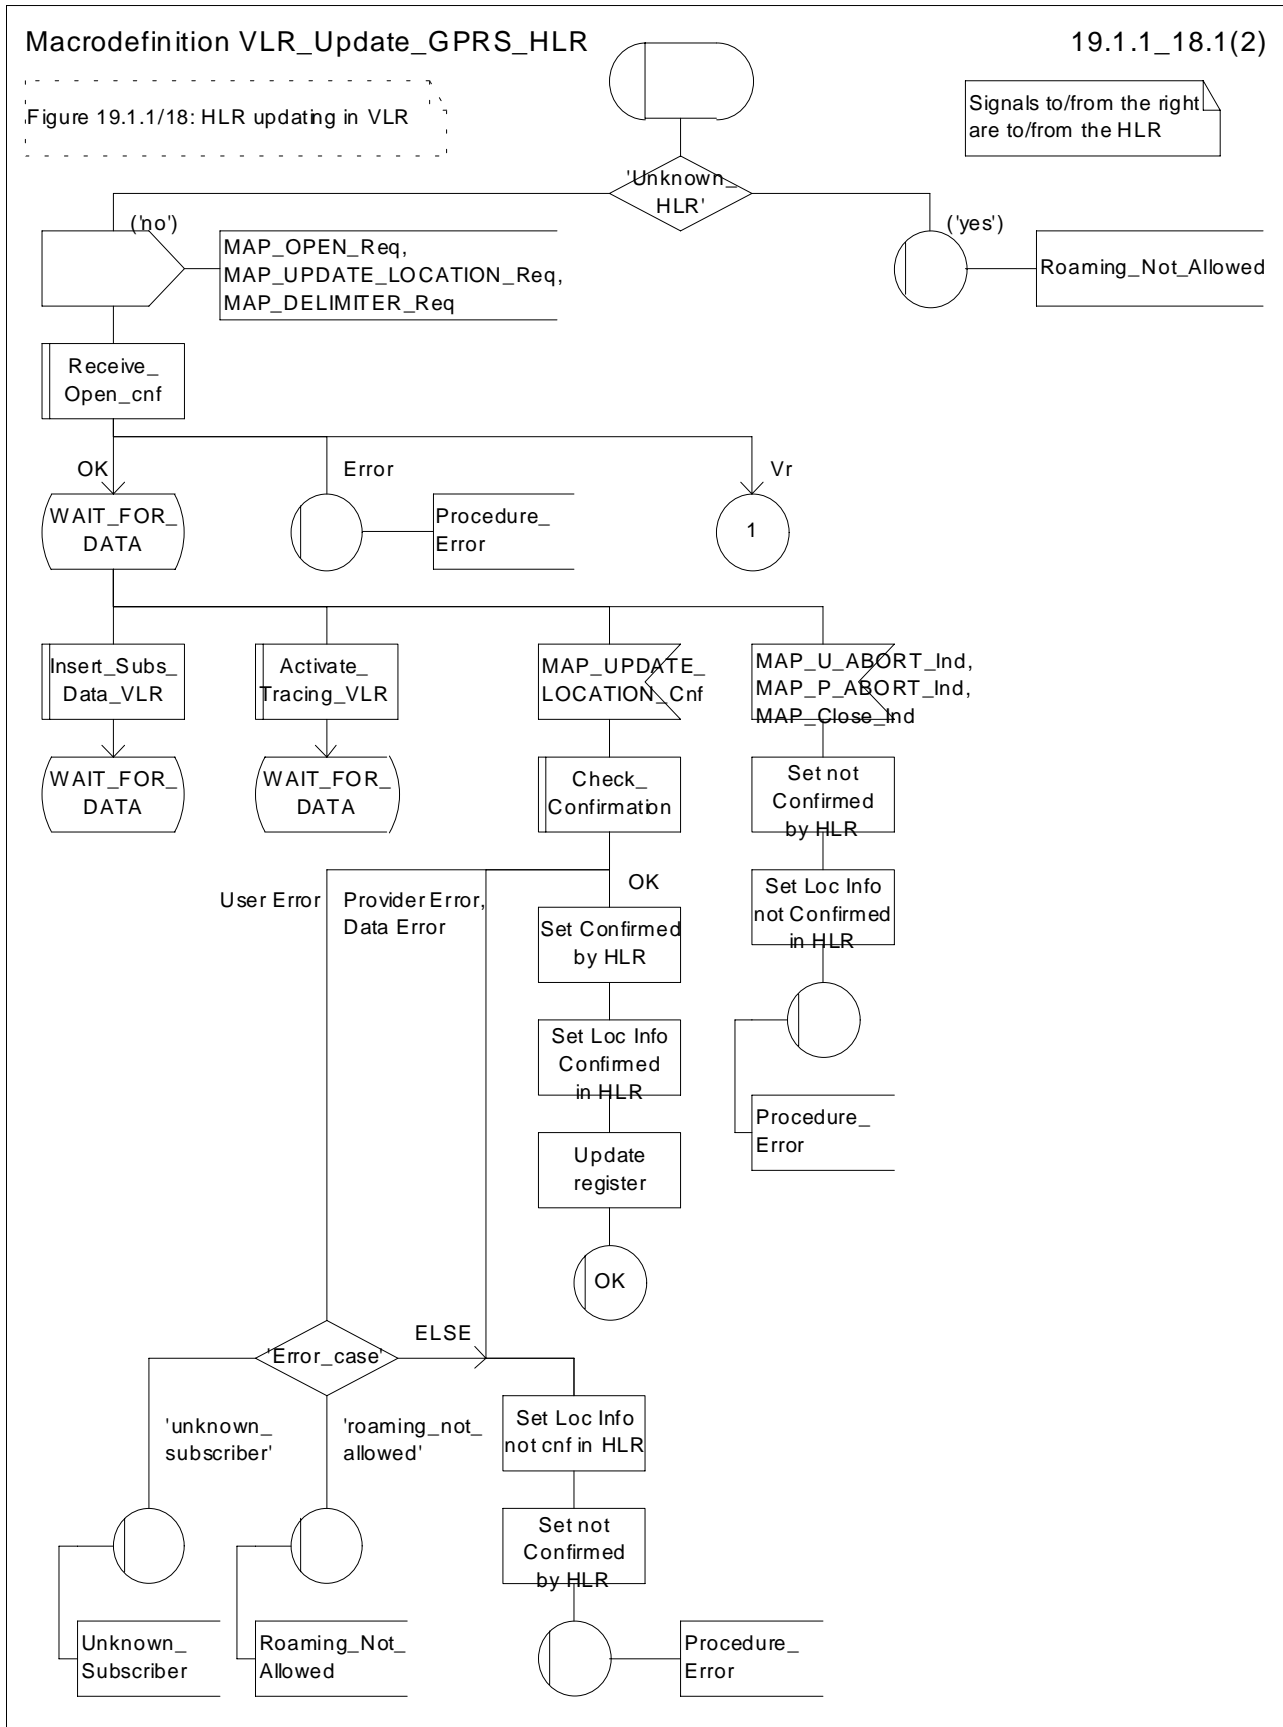 Macrodefinition VLR_Update_GPRS_HLR
19.1.1_18.1(2)
Figure 19.1.1/18: HLR updating in VLR
Signals to/from the right
are to/from the HLR
'Unknown_
HLR'
('no')
('yes')
MAP_OPEN_Req,
MAP_UPDATE_LOCATION_Req,
MAP_DELIMITER_Req
Roaming_Not_Allowed
Receive_
Open_cnf
OK
Error
Vr
WAIT_FOR_
DATA
Procedure_
Error
1
Insert_Subs_
Data_VLR
Activate_
Tracing_VLR
MAP_UPDATE_
LOCATION_Cnf
MAP_U_ABORT_Ind,
MAP_P_ABORT_Ind,
MAP_Close_Ind
WAIT_FOR_
DATA
WAIT_FOR_
DATA
Check_
Confirmation
Set not
Confirmed
by HLR
User Error
Provider Error,
Data Error
OK
Set Loc Info
not Confirmed
in HLR
Set Confirmed
by HLR
Set Loc Info
Confirmed
in HLR
Procedure_
Error
Update
register
OK
'Error_case'
ELSE
'unknown_
subscriber'
'roaming_not_
allowed'
Set Loc Info
not cnf in HLR
Set not
Confirmed
by HLR
Unknown_
Subscriber
Roaming_Not_
Allowed
Procedure_
Error